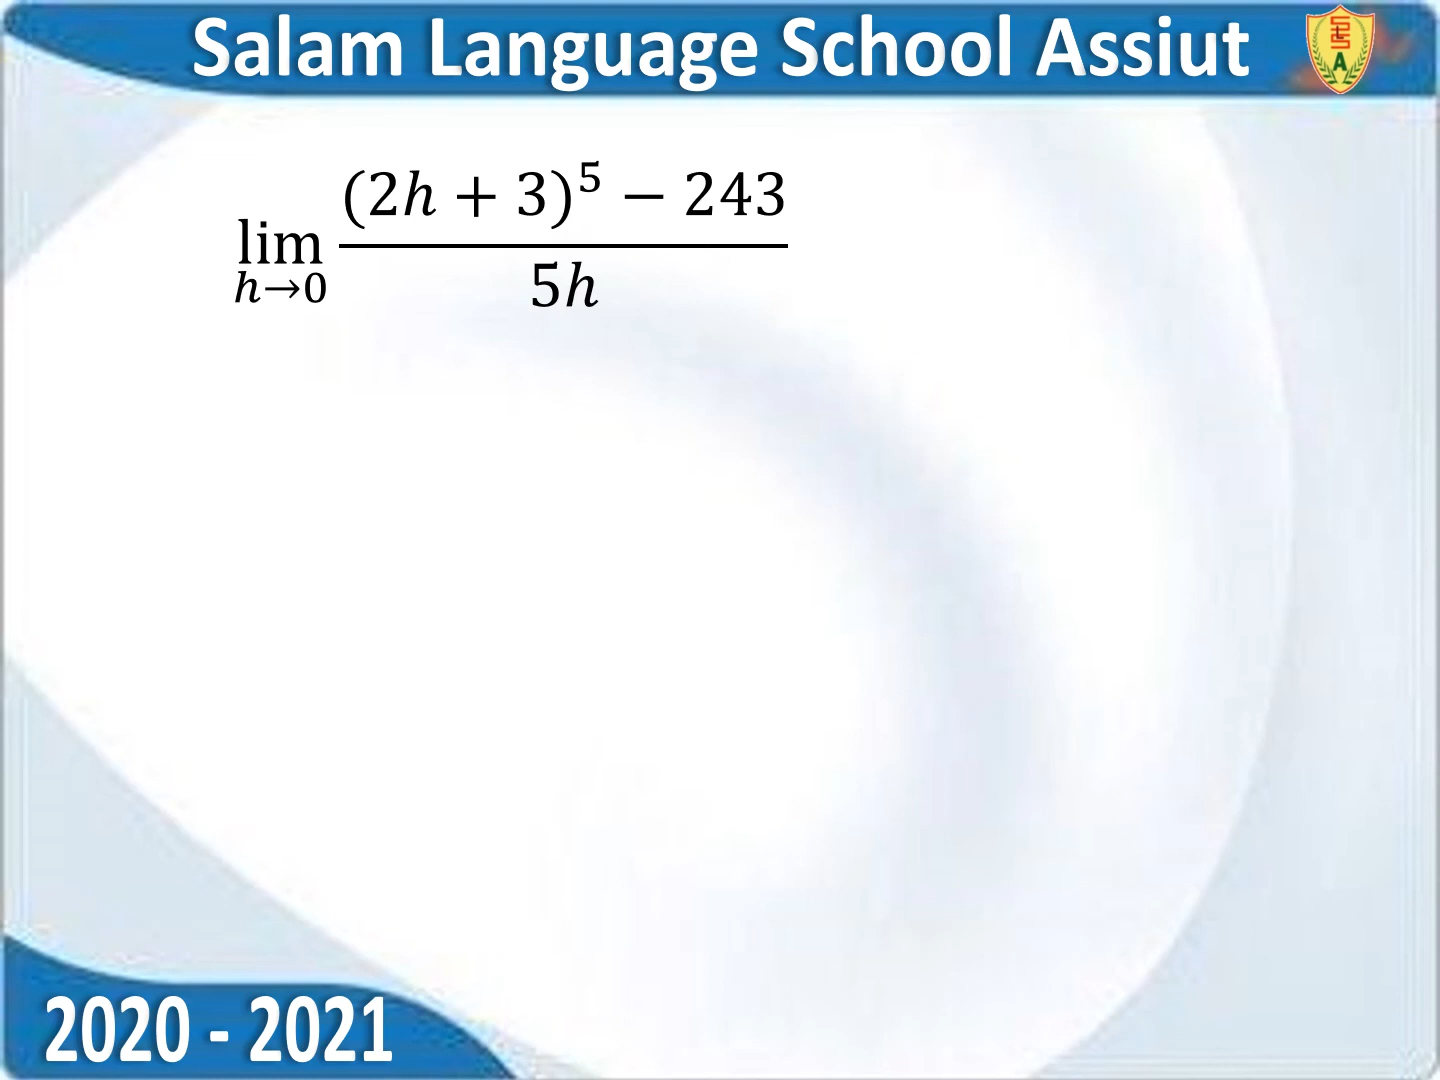 Salam Language School Assiut
lim h→0 (2h + 3)⁵ − 243 / 5h
2020 - 2021